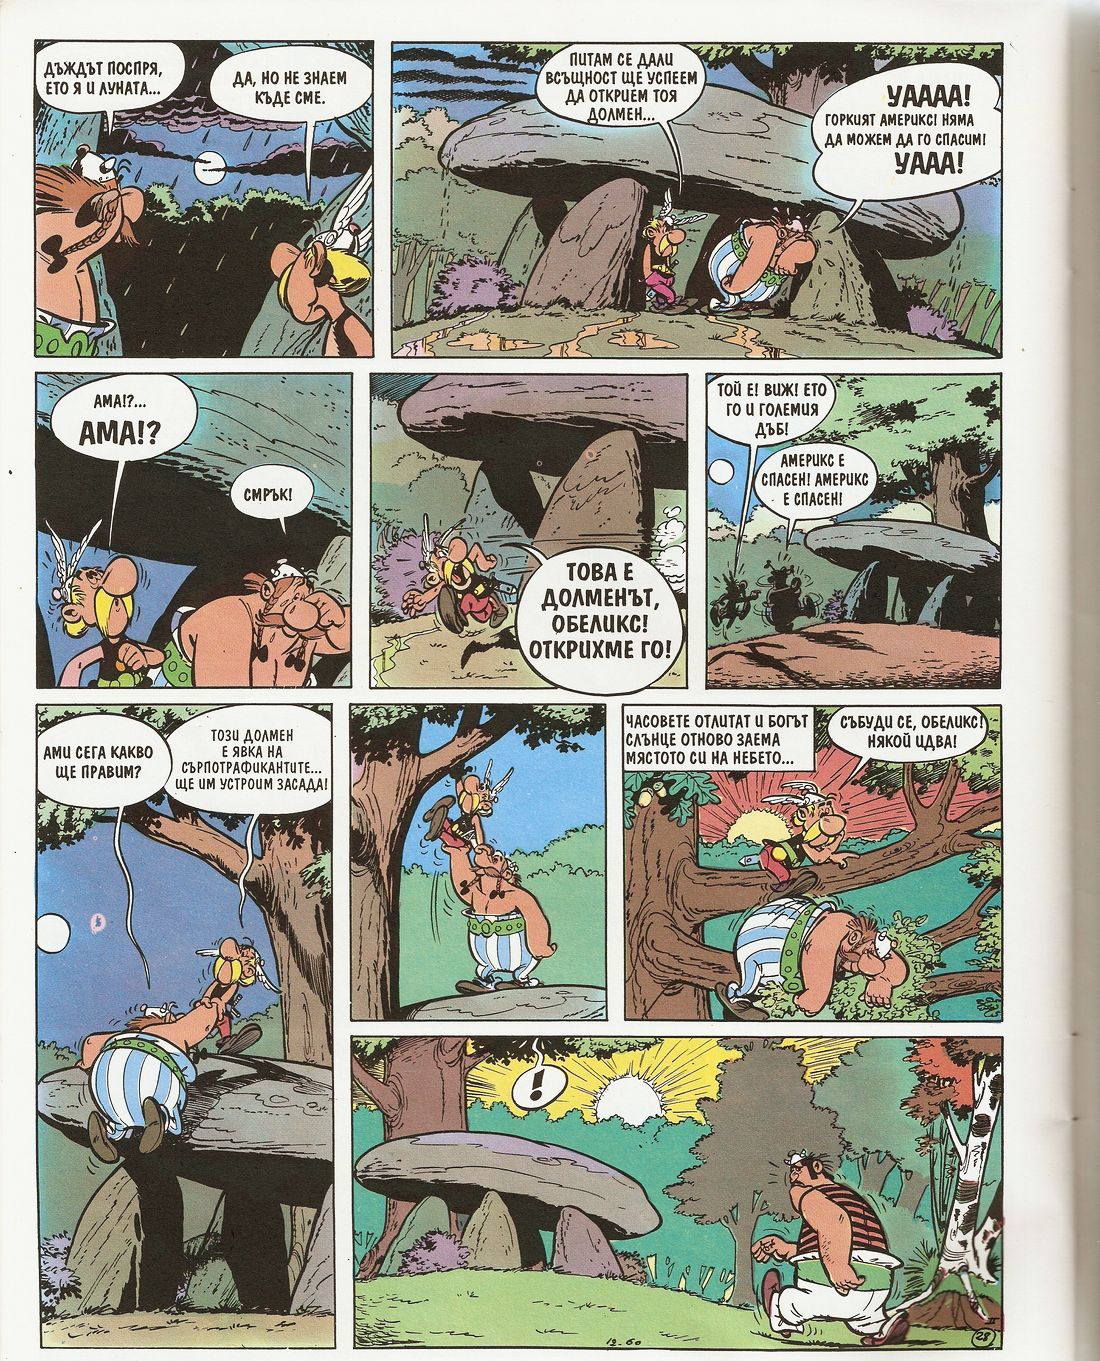 ДЪЖДЪТ ПОСПРЯ,
ЕТО Я И ЛУНАТА...
ДА, НО НЕ ЗНАЕМ
КЪДЕ СМЕ.
ПИТАМ СЕ ДАЛИ
ВСЪЩНОСТ ЩЕ УСПЕЕМ
ДА ОТКРИЕМ ТОЯ
ДОЛМЕН...
УАААА!
ГОРКИЯТ АМЕРИКС! НЯМА
ДА МОЖЕМ ДА ГО СПАСИМ!
УААА!
АМА!?...
АМА!?
СМРЪК!
ТОВА Е
ДОЛМЕНЪТ,
ОБЕЛИКС!
ОТКРИХМЕ ГО!
ТОЙ Е! ВИЖ! ЕТО
ГО И ГОЛЕМИЯ
ДЪБ!
АМЕРИКС Е
СПАСЕН! АМЕРИКС
Е СПАСЕН!
АМИ СЕГА КАКВО
ЩЕ ПРАВИМ?
ТОЗИ ДОЛМЕН
Е ЯВКА НА
СЪРПОТРАФИКАНТИТЕ...
ЩЕ ИМ УСТРОИМ ЗАСАДА!
ЧАСОВЕТЕ ОТЛИТАТ И БОГЪТ
СЛЪНЦЕ ОТНОВО ЗАЕМА
МЯСТОТО СИ НА НЕБЕТО...
СЪБУДИ СЕ, ОБЕЛИКС!
НЯКОЙ ИДВА!
!
19_60
28